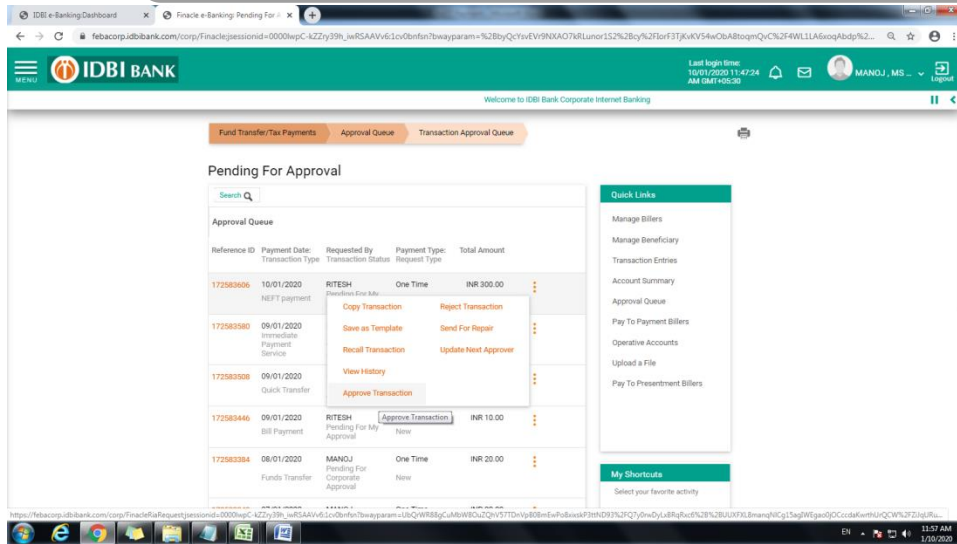 IDBI e-Banking:Dashboard
Finacle e-Banking: Pending For A
febacorp.idbibank.com/corp/Finacle;jsessionid=0000IwpC-kZZry39h_iwRSAAVv6:1cv0bnfsn?bwayparam=
MENU
IDBI BANK
Last login time:
10/01/2020 11:47:24
AM GMT+05:30
MANOJ , MS ...
Logout
Welcome to IDBI Bank Corporate Internet Banking
Fund Transfer/Tax Payments
Approval Queue
Transaction Approval Queue
Pending For Approval
Search
Approval Queue
Reference ID Payment Date: Requested By Payment Type: Total Amount
Transaction Type Transaction Status Request Type
172583606 10/01/2020 RITESH One Time INR 300.00
NEFT payment Pending For My
Copy Transaction Reject Transaction
Save as Template Send For Repair
Recall Transaction Update Next Approver
View History
Approve Transaction
Approve Transaction
172583580 09/01/2020
Immediate
Payment
Service
172583508 09/01/2020
Quick Transfer
172583446 09/01/2020 RITESH INR 10.00
Bill Payment Pending For My New
Approval
172583384 08/01/2020 MANOJ One Time INR 20.00
Funds Transfer Pending For New
Corporate
Approval
Quick Links
Manage Billers
Manage Beneficiary
Transaction Entries
Account Summary
Approval Queue
Pay To Payment Billers
Operative Accounts
Upload a File
Pay To Presentment Billers
My Shortcuts
Select your favorite activity
EN
11:57 AM
1/10/2020